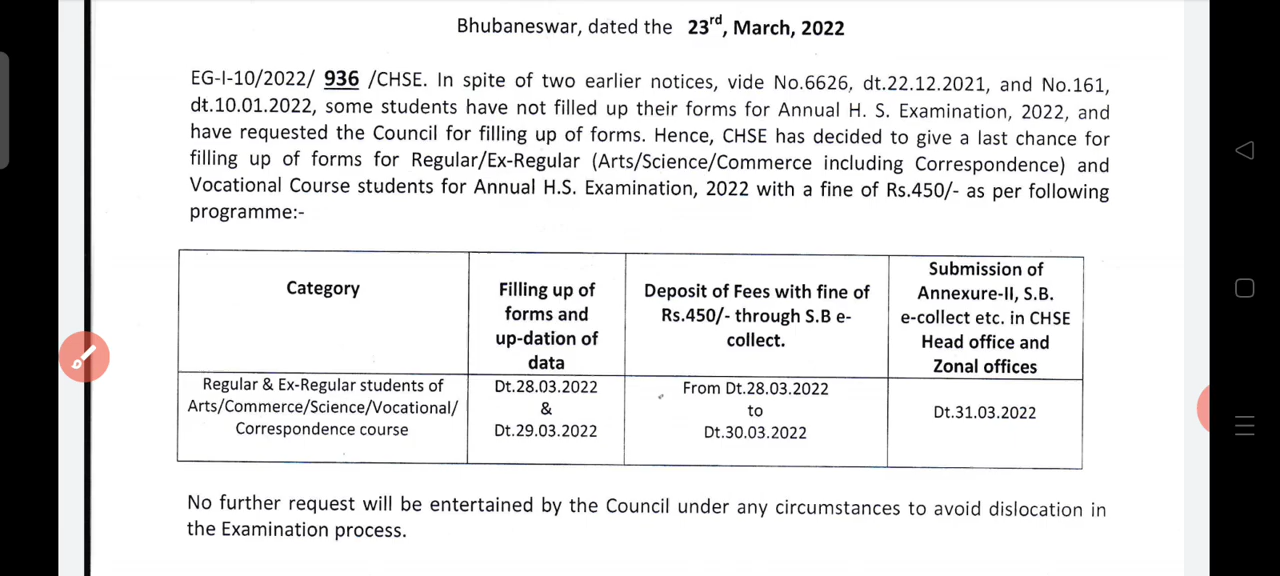 Bhubaneswar, dated the 23rd, March, 2022
EG-I-10/2022/ 936 /CHSE. In spite of two earlier notices, vide No.6626, dt.22.12.2021, and No.161,
dt.10.01.2022, some students have not filled up their forms for Annual H. S. Examination, 2022, and
have requested the Council for filling up of forms. Hence, CHSE has decided to give a last chance for
filling up of forms for Regular/Ex-Regular (Arts/Science/Commerce including Correspondence) and
Vocational Course students for Annual H.S. Examination, 2022 with a fine of Rs.450/- as per following
programme:-
Category
Filling up of
forms and
up-dation of
data
Deposit of Fees with fine of
Rs.450/- through S.B e-
collect.
Submission of
Annexure-II, S.B.
e-collect etc. in CHSE
Head office and
Zonal offices
Regular & Ex-Regular students of
Arts/Commerce/Science/Vocational/
Correspondence course
Dt.28.03.2022
&
Dt.29.03.2022
From Dt.28.03.2022
to
Dt.30.03.2022
Dt.31.03.2022
No further request will be entertained by the Council under any circumstances to avoid dislocation in
the Examination process.